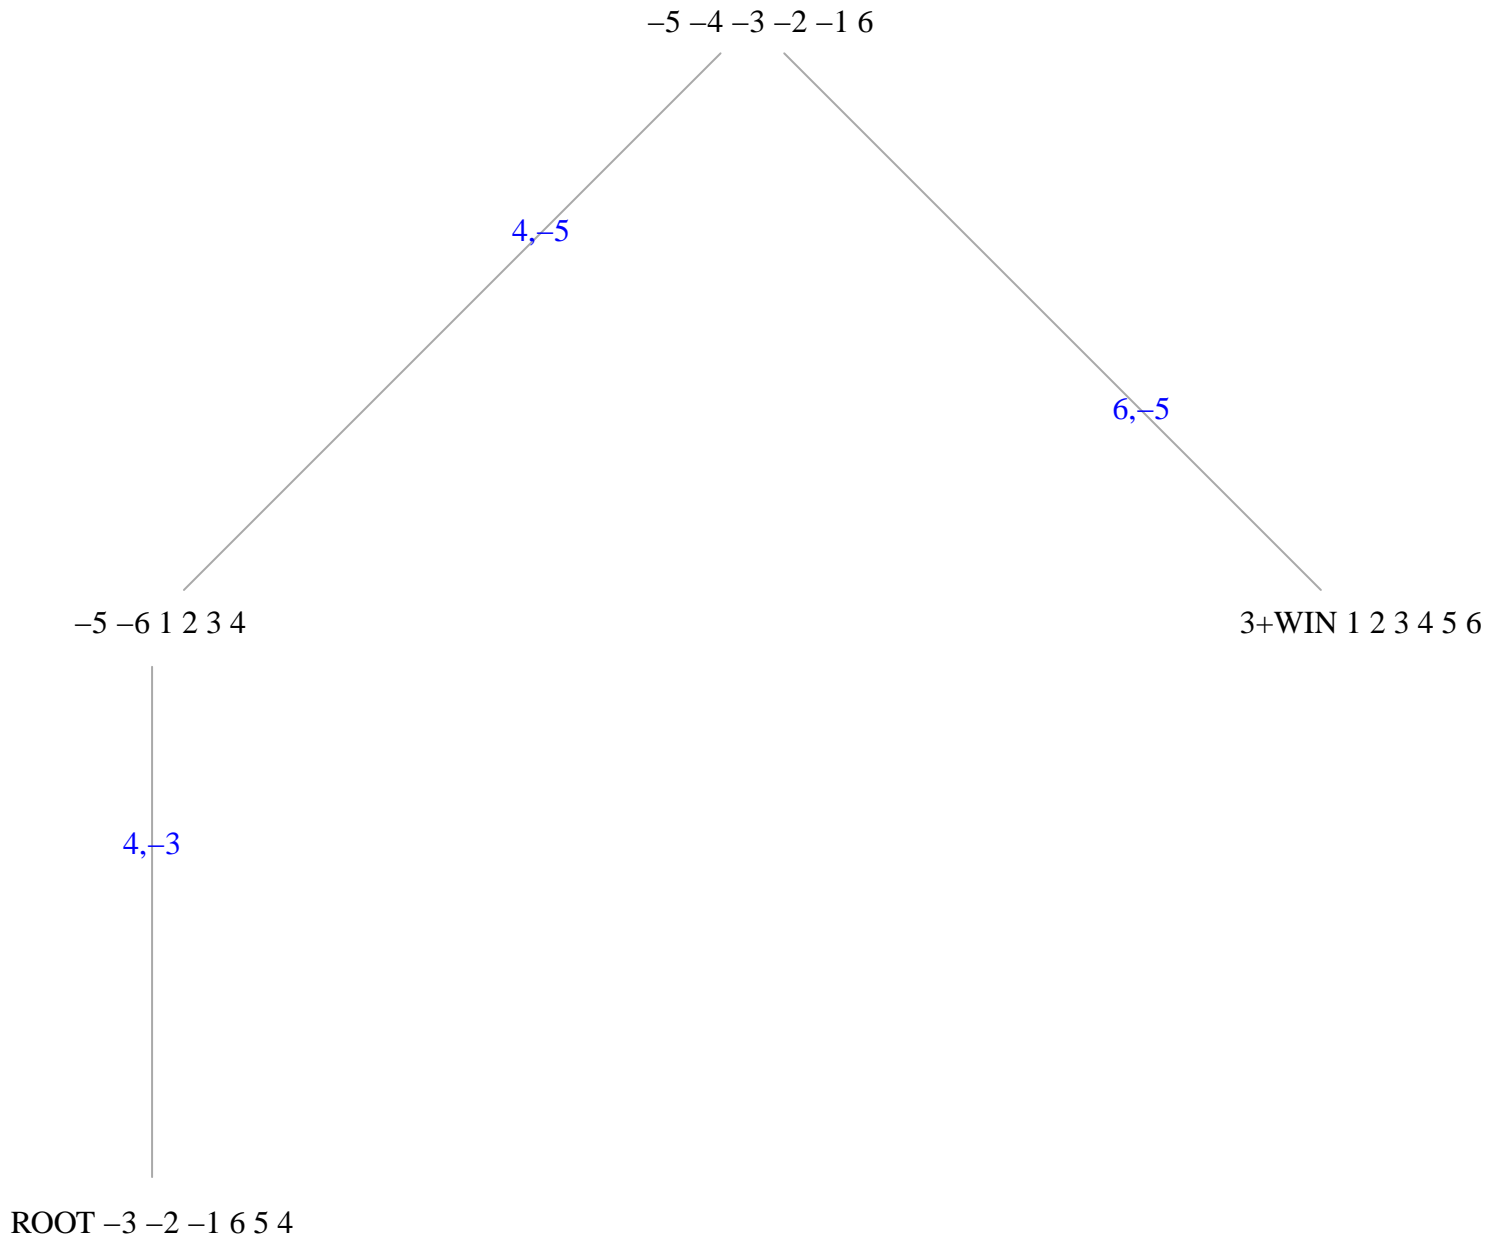 –5 –4 –3 –2 –1 6
4,–5
6,–5
–5 –6 1 2 3 4
3+WIN 1 2 3 4 5 6
4,–3
ROOT –3 –2 –1 6 5 4